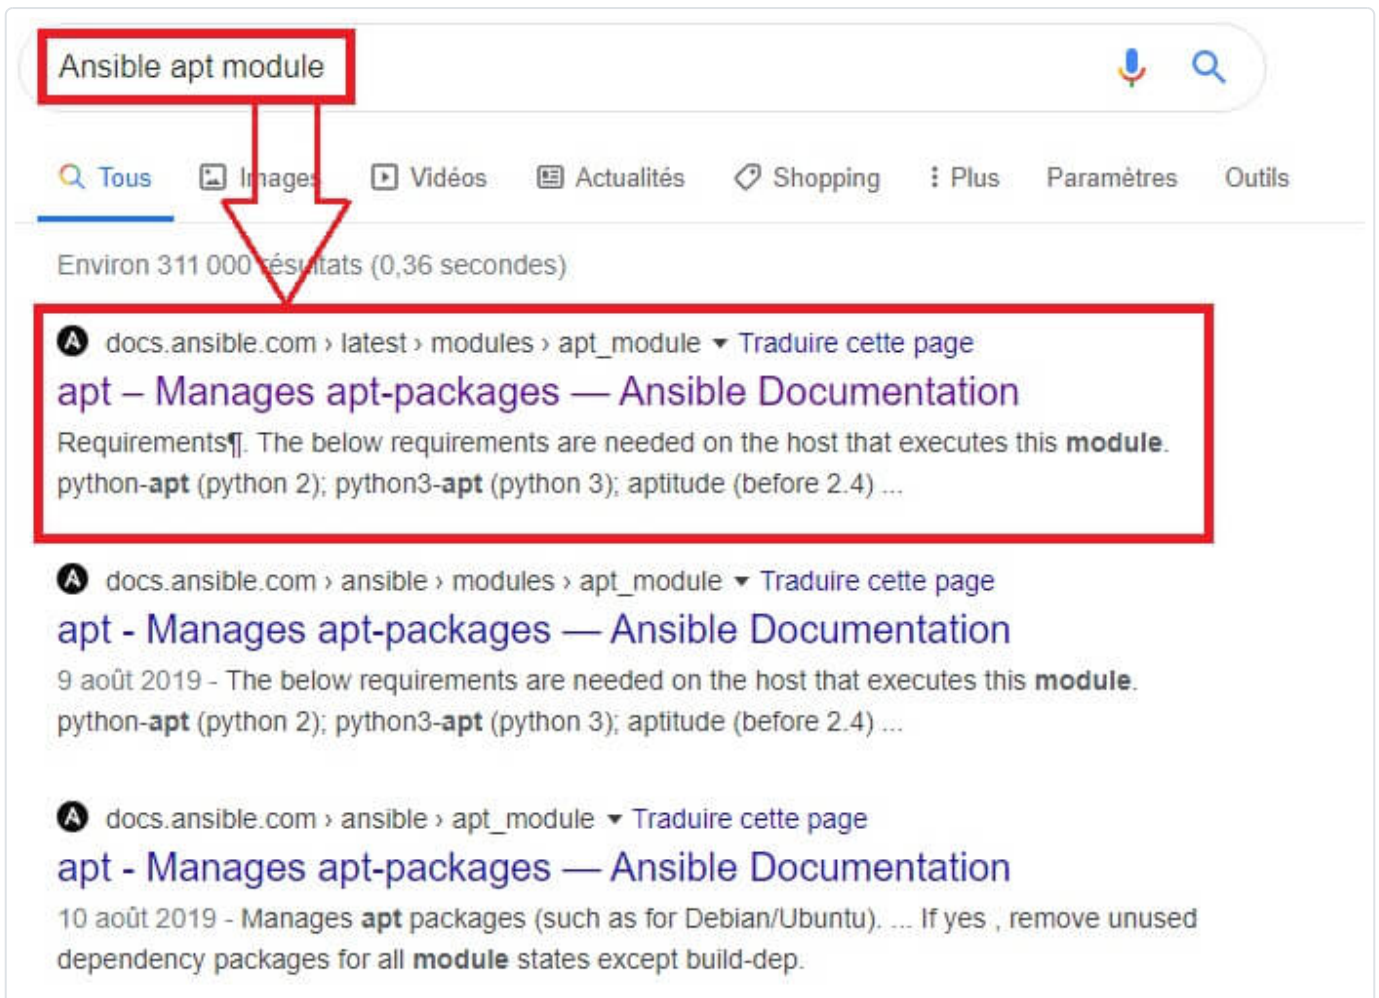 Ansible apt module
Tous Images Vidéos Actualités Shopping Plus Paramètres Outils
Environ 311 000 résultats (0,36 secondes)
docs.ansible.com › latest › modules › apt_module ▾ Traduire cette page
apt – Manages apt-packages — Ansible Documentation
Requirements¶. The below requirements are needed on the host that executes this module.
python-apt (python 2); python3-apt (python 3); aptitude (before 2.4) ...
docs.ansible.com › ansible › modules › apt_module ▾ Traduire cette page
apt - Manages apt-packages — Ansible Documentation
9 août 2019 - The below requirements are needed on the host that executes this module.
python-apt (python 2); python3-apt (python 3); aptitude (before 2.4) ...
docs.ansible.com › ansible › apt_module ▾ Traduire cette page
apt - Manages apt-packages — Ansible Documentation
10 août 2019 - Manages apt packages (such as for Debian/Ubuntu). ... If yes , remove unused
dependency packages for all module states except build-dep.